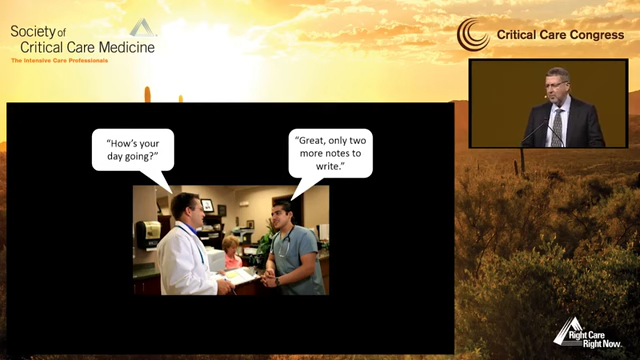 Society of
Critical Care Medicine
The Intensive Care Professionals
Critical Care Congress
“How’s your
day going?”
“Great, only two
more notes to
write.”
Right Care
Right Now